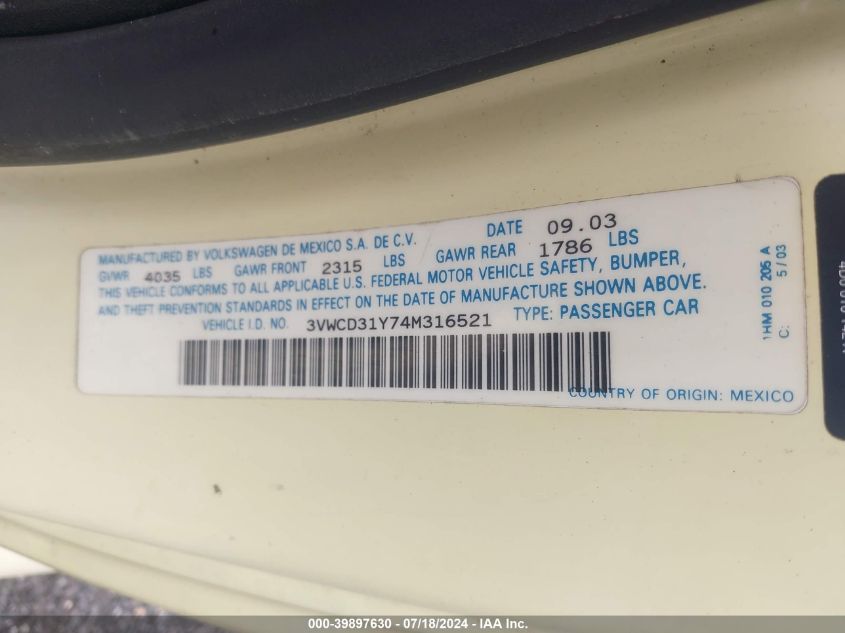 MANUFACTURED BY VOLKSWAGEN DE MEXICO S.A. DE C.V. DATE 09.03
GVWR 4035 LBS GAWR FRONT 2315 LBS GAWR REAR 1786 LBS
THIS VEHICLE CONFORMS TO ALL APPLICABLE U.S. FEDERAL MOTOR VEHICLE SAFETY, BUMPER,
AND THEFT PREVENTION STANDARDS IN EFFECT ON THE DATE OF MANUFACTURE SHOWN ABOVE.
VEHICLE I.D. NO. 3VWCD31Y74M316521 TYPE: PASSENGER CAR
COUNTRY OF ORIGIN: MEXICO
1HM 010 205 A
C: 5/03
000-39897630 - 07/18/2024 - IAA Inc.